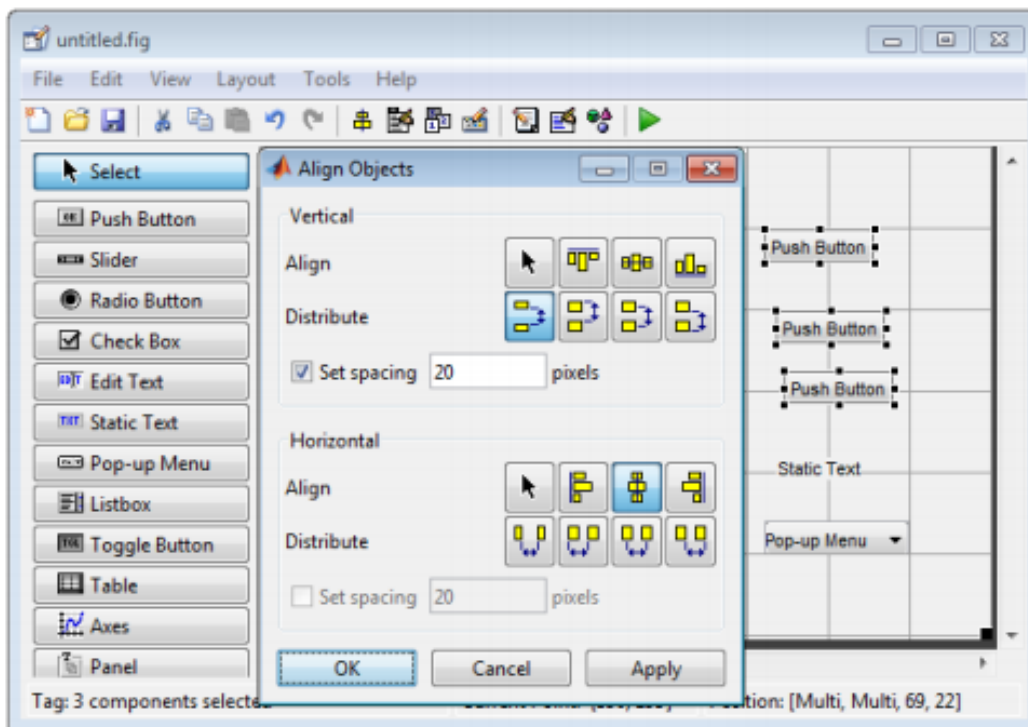 untitled.fig
File Edit View Layout Tools Help
Select
Push Button
Slider
Radio Button
Check Box
Edit Text
Static Text
Pop-up Menu
Listbox
Toggle Button
Table
Axes
Panel
Align Objects
Vertical
Align
Distribute
Set spacing 20 pixels
Horizontal
Align
Distribute
Set spacing 20 pixels
OK Cancel Apply
Push Button
Push Button
Push Button
Static Text
Pop-up Menu
Tag: 3 components selected
Position: [Multi, Multi, 69, 22]